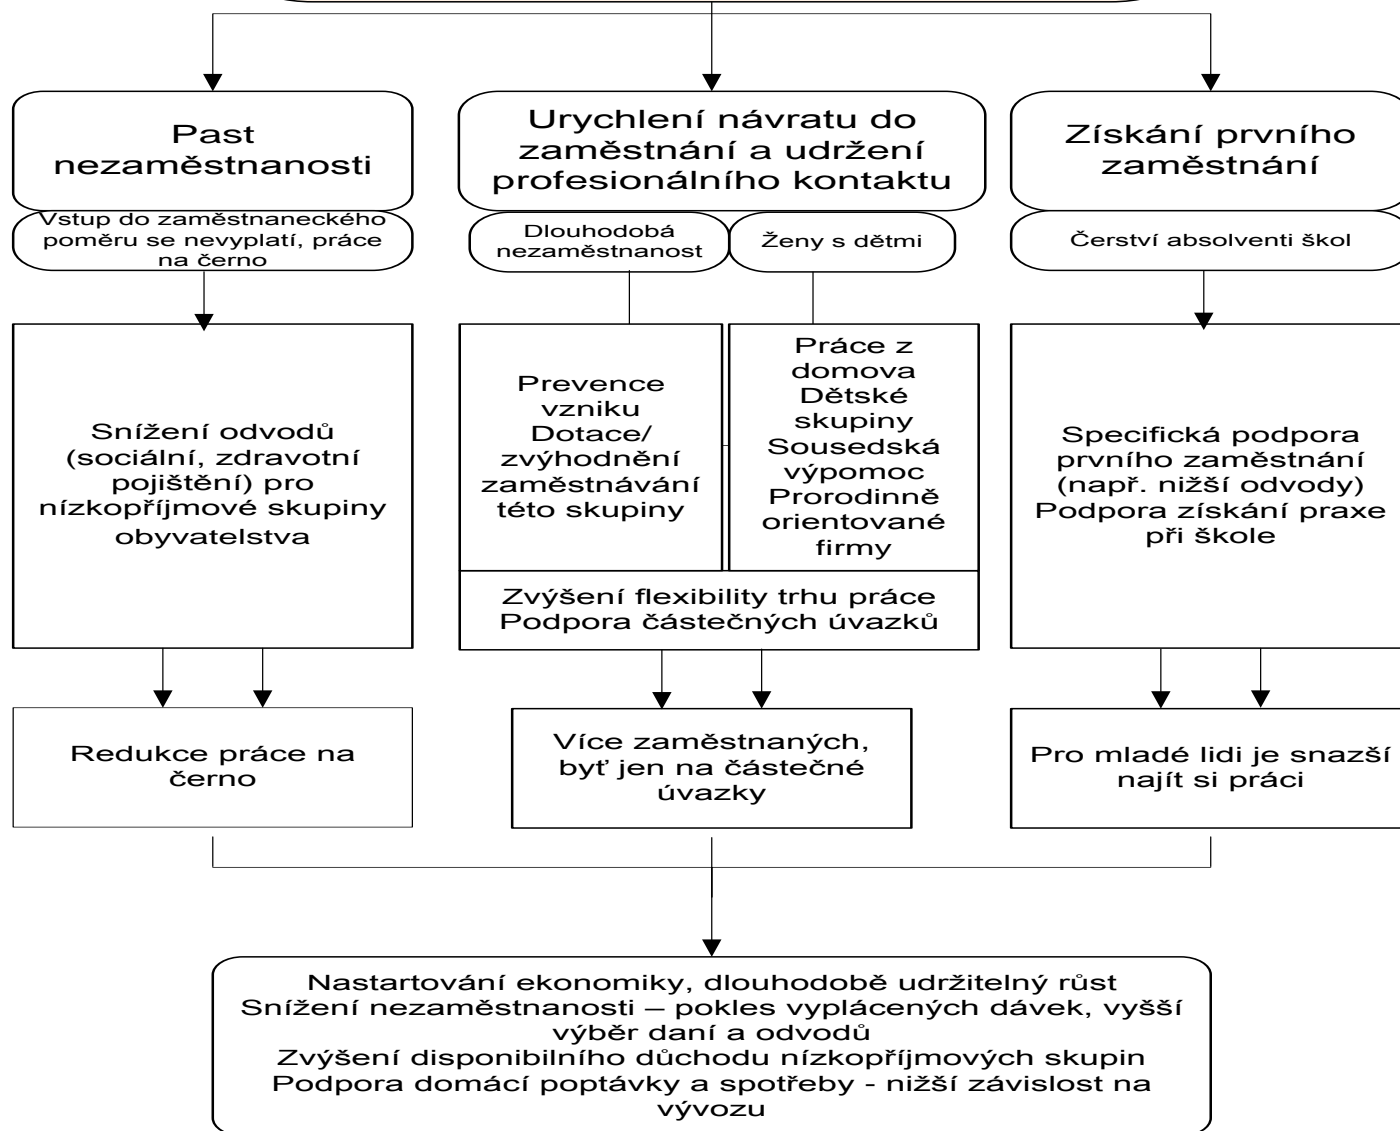 Past
nezaměstnanosti
Urychlení návratu do
zaměstnání a udržení
profesionálního kontaktu
Získání prvního
zaměstnání
Vstup do zaměstnaneckého
poměru se nevyplatí, práce
na černo
Dlouhodobá
nezaměstnanost
Ženy s dětmi
Čerství absolventi škol
Snížení odvodů
(sociální, zdravotní
pojištění) pro
nízkopříjmové skupiny
obyvatelstva
Prevence
vzniku
Dotace/
zvýhodnění
zaměstnávání
této skupiny
Práce z
domova
Dětské
skupiny
Sousedská
výpomoc
Prorodinně
orientované
firmy
Specifická podpora
prvního zaměstnání
(např. nižší odvody)
Podpora získání praxe
při škole
Zvýšení flexibility trhu práce
Podpora částečných úvazků
Redukce práce na
černo
Více zaměstnaných,
byť jen na částečné
úvazky
Pro mladé lidi je snazší
najít si práci
Nastartování ekonomiky, dlouhodobě udržitelný růst
Snížení nezaměstnanosti – pokles vyplácených dávek, vyšší
výběr daní a odvodů
Zvýšení disponibilního důchodu nízkopříjmových skupin
Podpora domácí poptávky a spotřeby - nižší závislost na
vývozu